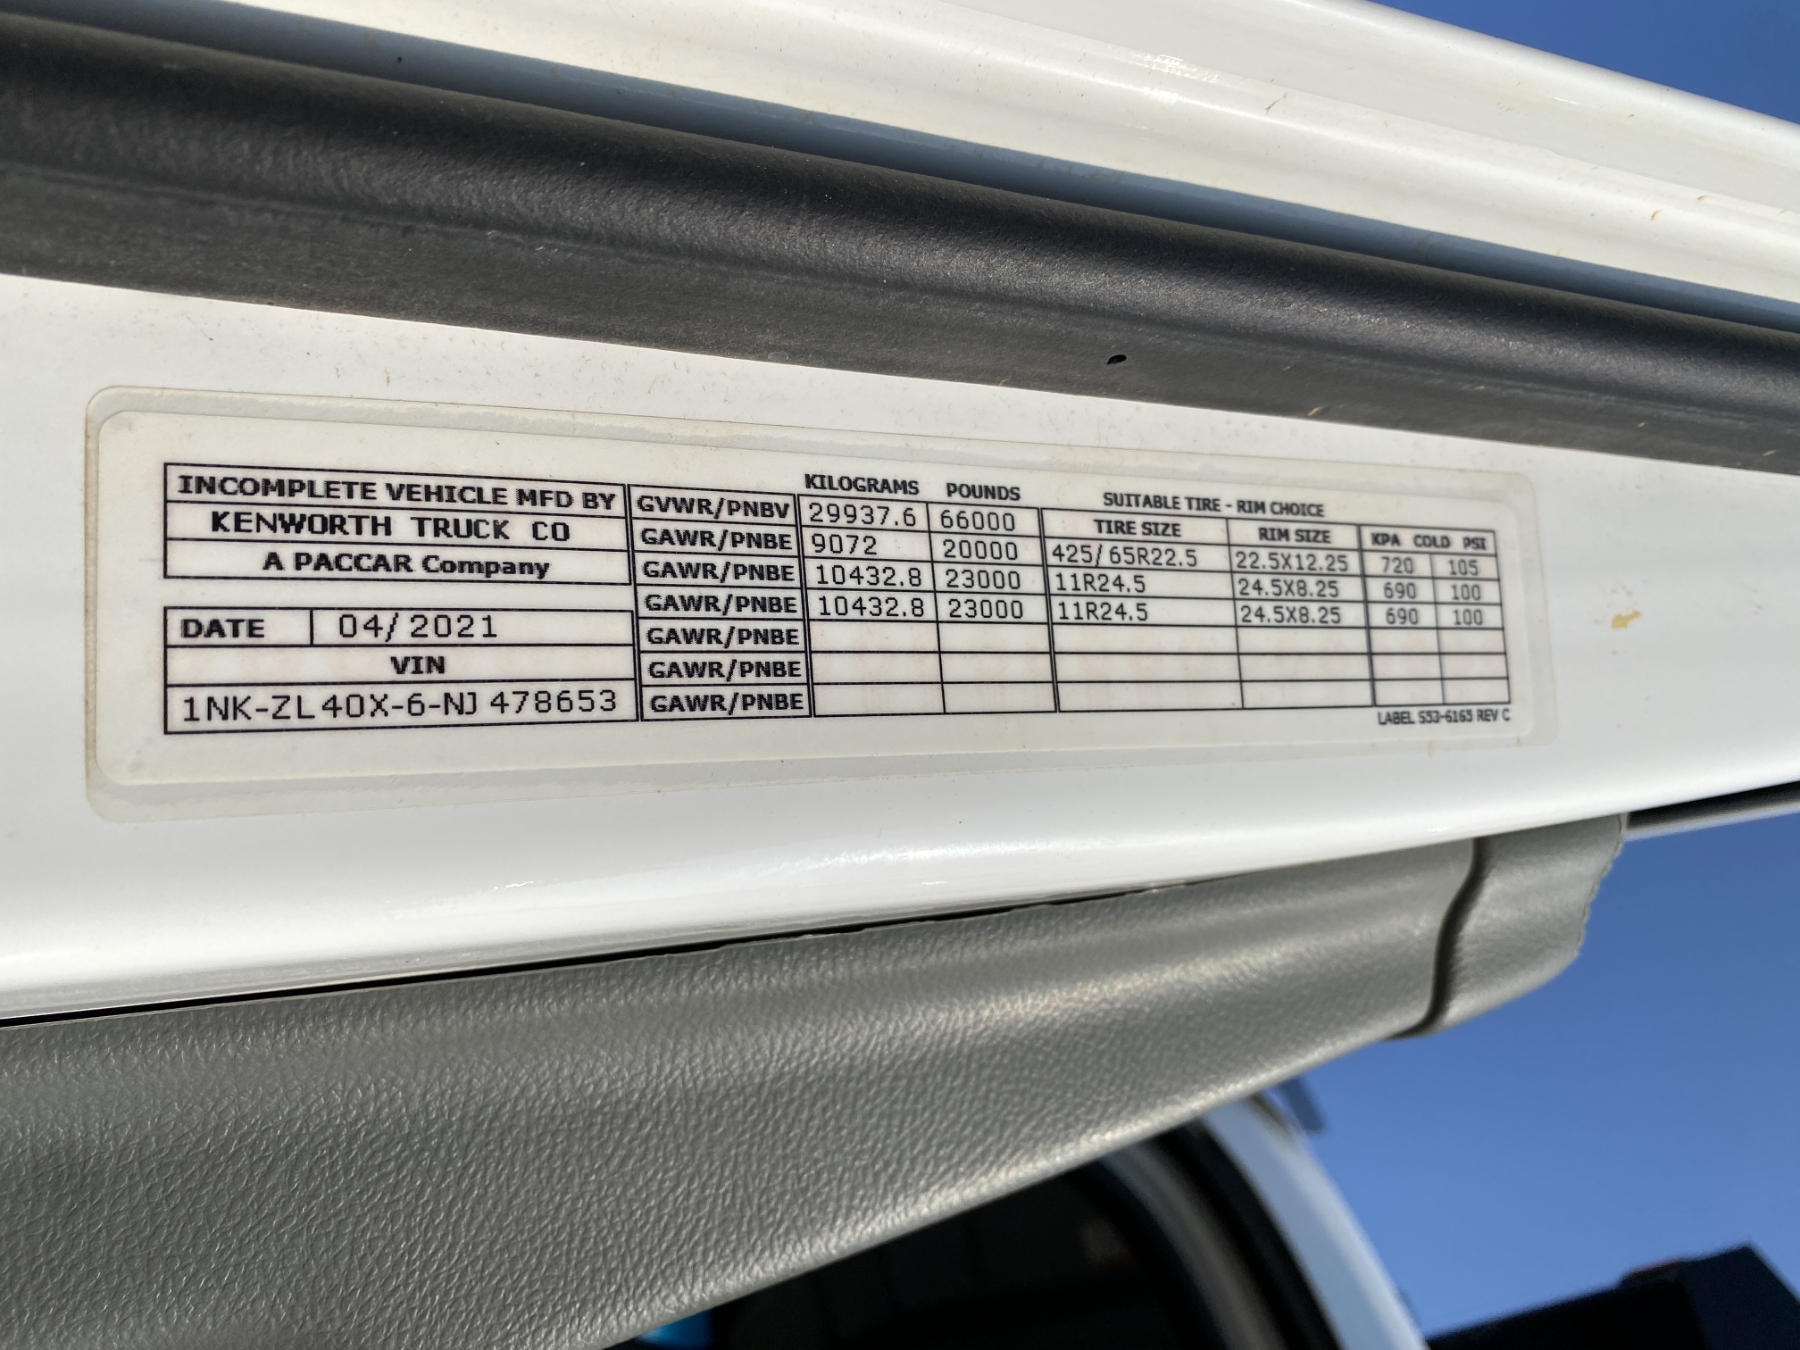 INCOMPLETE VEHICLE MFD BY
KENWORTH TRUCK CO
A PACCAR Company
DATE 04/2021
VIN
1NK-ZL40X-6-NJ 478653
KILOGRAMS POUNDS SUITABLE TIRE - RIM CHOICE
TIRE SIZE RIM SIZE KPA COLD PSI
GVWR/PNBV 29937.6 66000
GAWR/PNBE 9072 20000 425/65R22.5 22.5X12.25 720 105
GAWR/PNBE 10432.8 23000 11R24.5 24.5X8.25 690 100
GAWR/PNBE 10432.8 23000 11R24.5 24.5X8.25 690 100
GAWR/PNBE
GAWR/PNBE
GAWR/PNBE
LABEL S53-6165 REV C